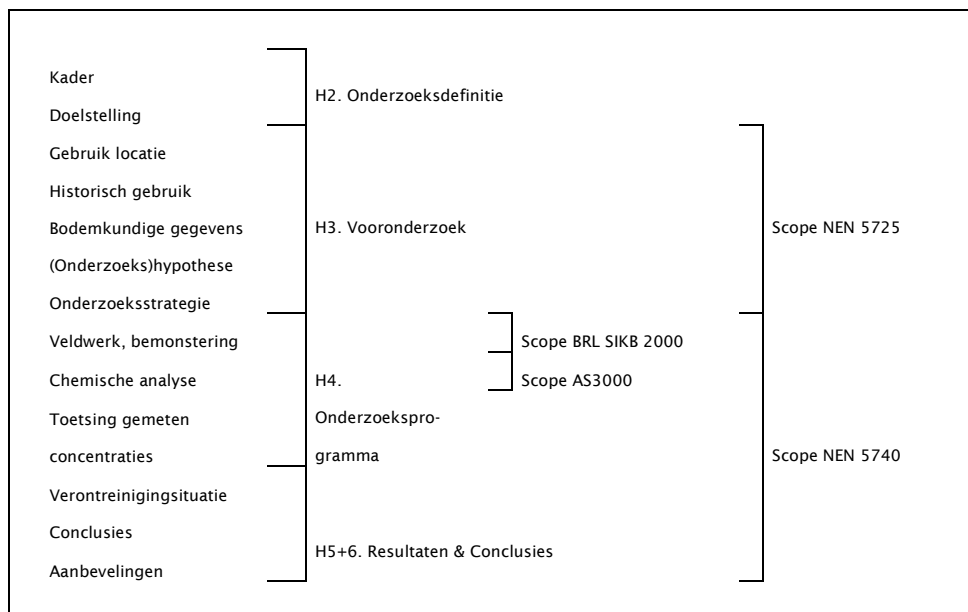 Kader
H2. Onderzoeksdefinitie
Doelstelling
Gebruik locatie
Historisch gebruik
Bodemkundige gegevens
H3. Vooronderzoek
Scope NEN 5725
(Onderzoeks)hypothese
Onderzoeksstrategie
Veldwerk, bemonstering
Scope BRL SIKB 2000
Chemische analyse
H4.
Scope AS3000
Toetsing gemeten
Onderzoekspro-
concentraties
gramma
Scope NEN 5740
Verontreinigingsituatie
Conclusies
H5+6. Resultaten & Conclusies
Aanbevelingen